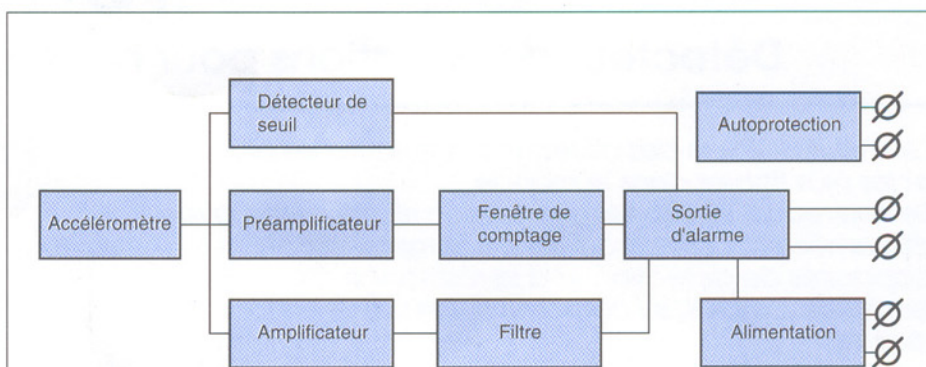 Détecteur de
seuil
Autoprotection
Accéléromètre
Préamplificateur
Fenêtre de
comptage
Sortie
d'alarme
Amplificateur
Filtre
Alimentation